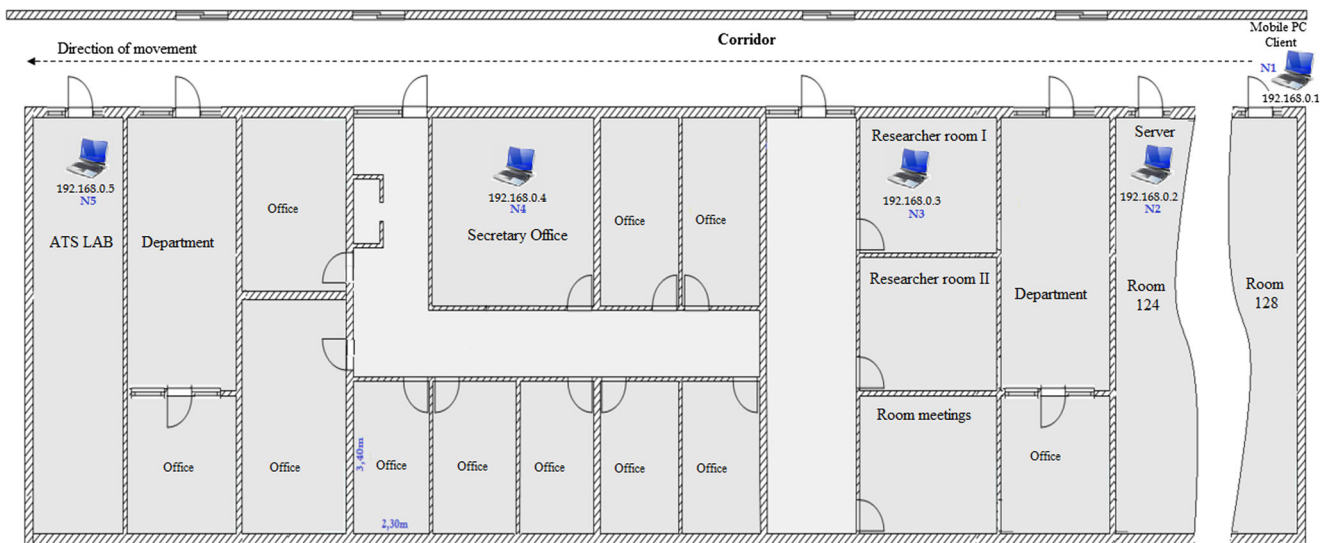 Corridor
Mobile PC
Client
Direction of movement
N1
192.168.0.1
Researcher room I
Server
192.168.0.5
N5
192.168.0.4
N4
192.168.0.3
N3
192.168.0.2
N2
Office
Office
Office
ATS LAB
Department
Secretary Office
Researcher room II
Department
Room
124
Room
128
Room meetings
3,40m
Office
Office
Office
Office
Office
Office
Office
Office
2,30m